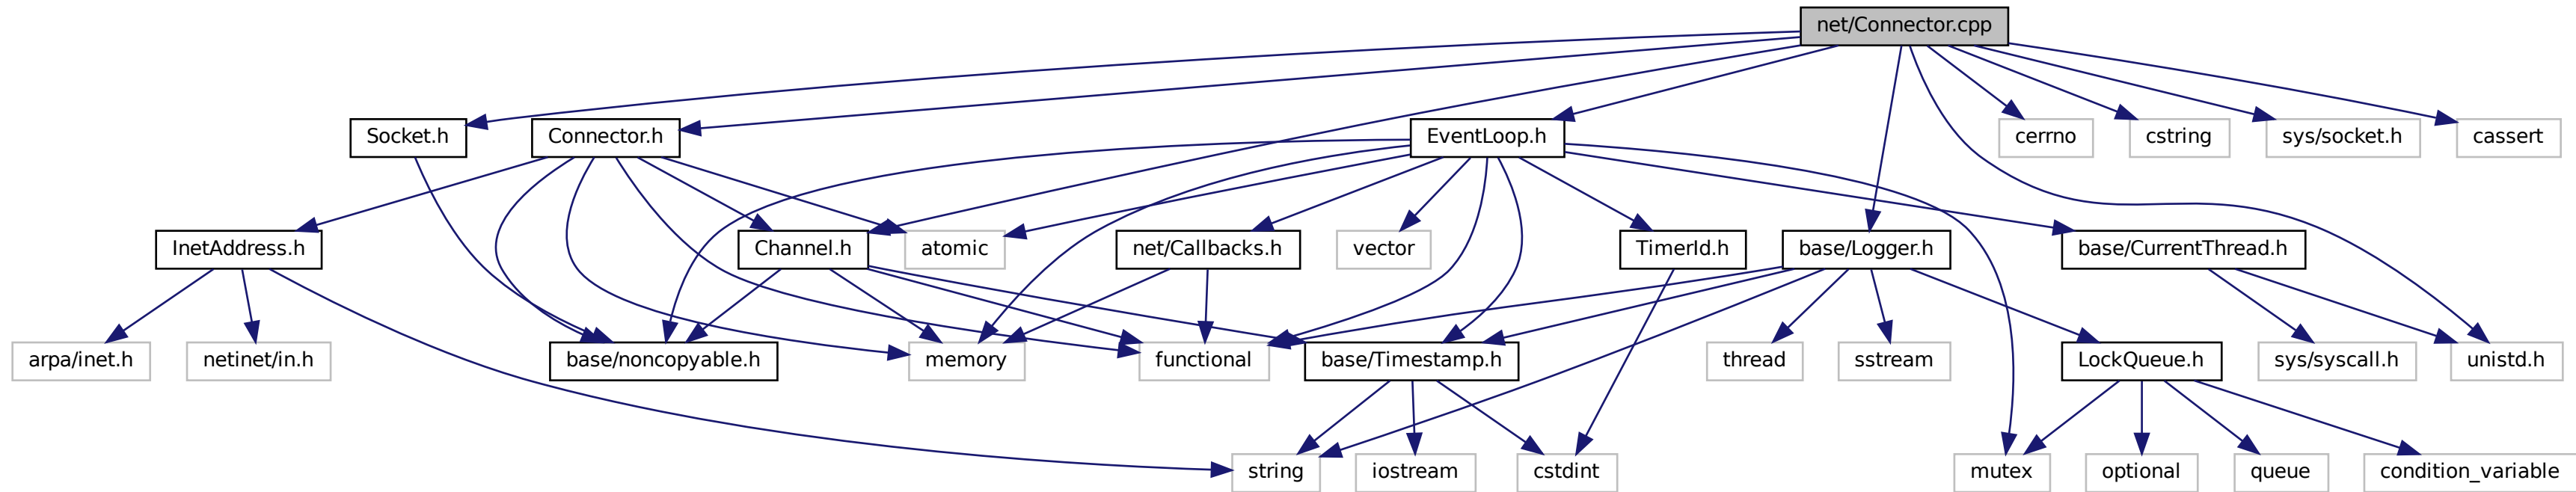 net/Connector.cpp
Socket.h
Connector.h
EventLoop.h
cerrno
cstring
sys/socket.h
cassert
InetAddress.h
Channel.h
atomic
net/Callbacks.h
vector
TimerId.h
base/Logger.h
base/CurrentThread.h
arpa/inet.h
netinet/in.h
base/noncopyable.h
memory
functional
base/Timestamp.h
thread
sstream
LockQueue.h
sys/syscall.h
unistd.h
string
iostream
cstdint
mutex
optional
queue
condition_variable